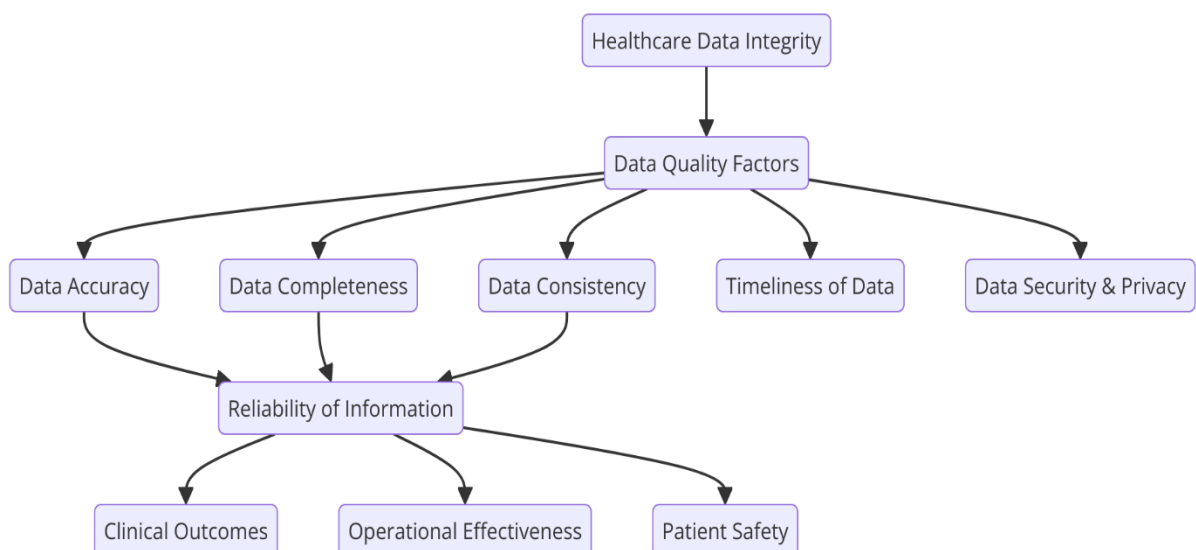 Healthcare Data Integrity
Data Quality Factors
Data Accuracy
Data Completeness
Data Consistency
Timeliness of Data
Data Security & Privacy
Reliability of Information
Clinical Outcomes
Operational Effectiveness
Patient Safety